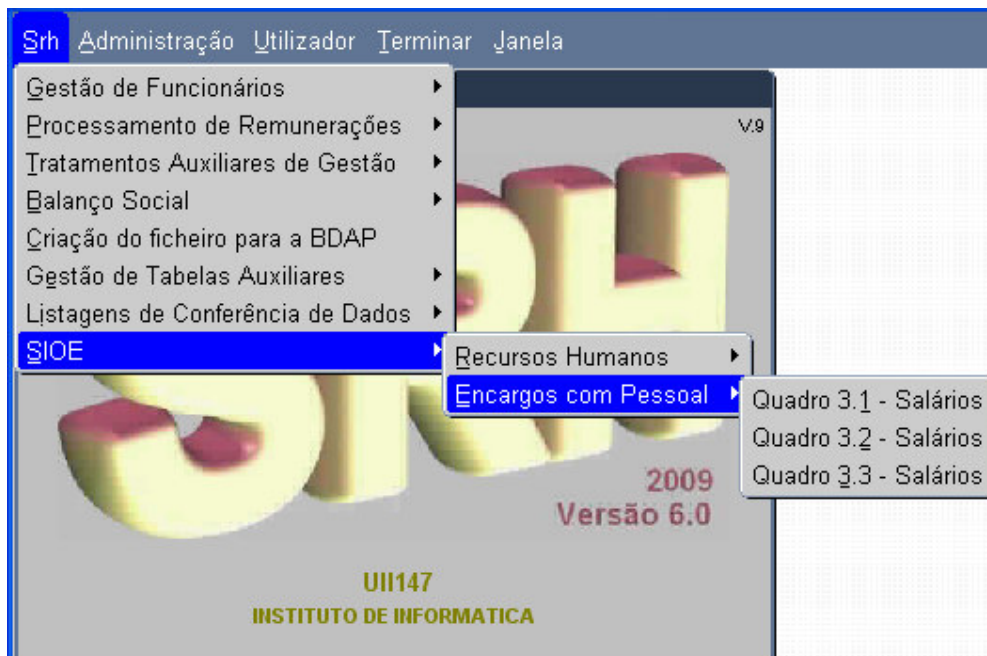 Srh Administração Utilizador Terminar Janela
Gestão de Funcionários
Processamento de Remunerações
V.9
Tratamentos Auxiliares de Gestão
Balanço Social
Criação do ficheiro para a BDAP
Gestão de Tabelas Auxiliares
Listagens de Conferência de Dados
SIOE
Recursos Humanos
Encargos com Pessoal
Quadro 3.1 - Salários
Quadro 3.2 - Salários
Quadro 3.3 - Salários
SRH
2009
Versão 6.0
UII147
INSTITUTO DE INFORMATICA